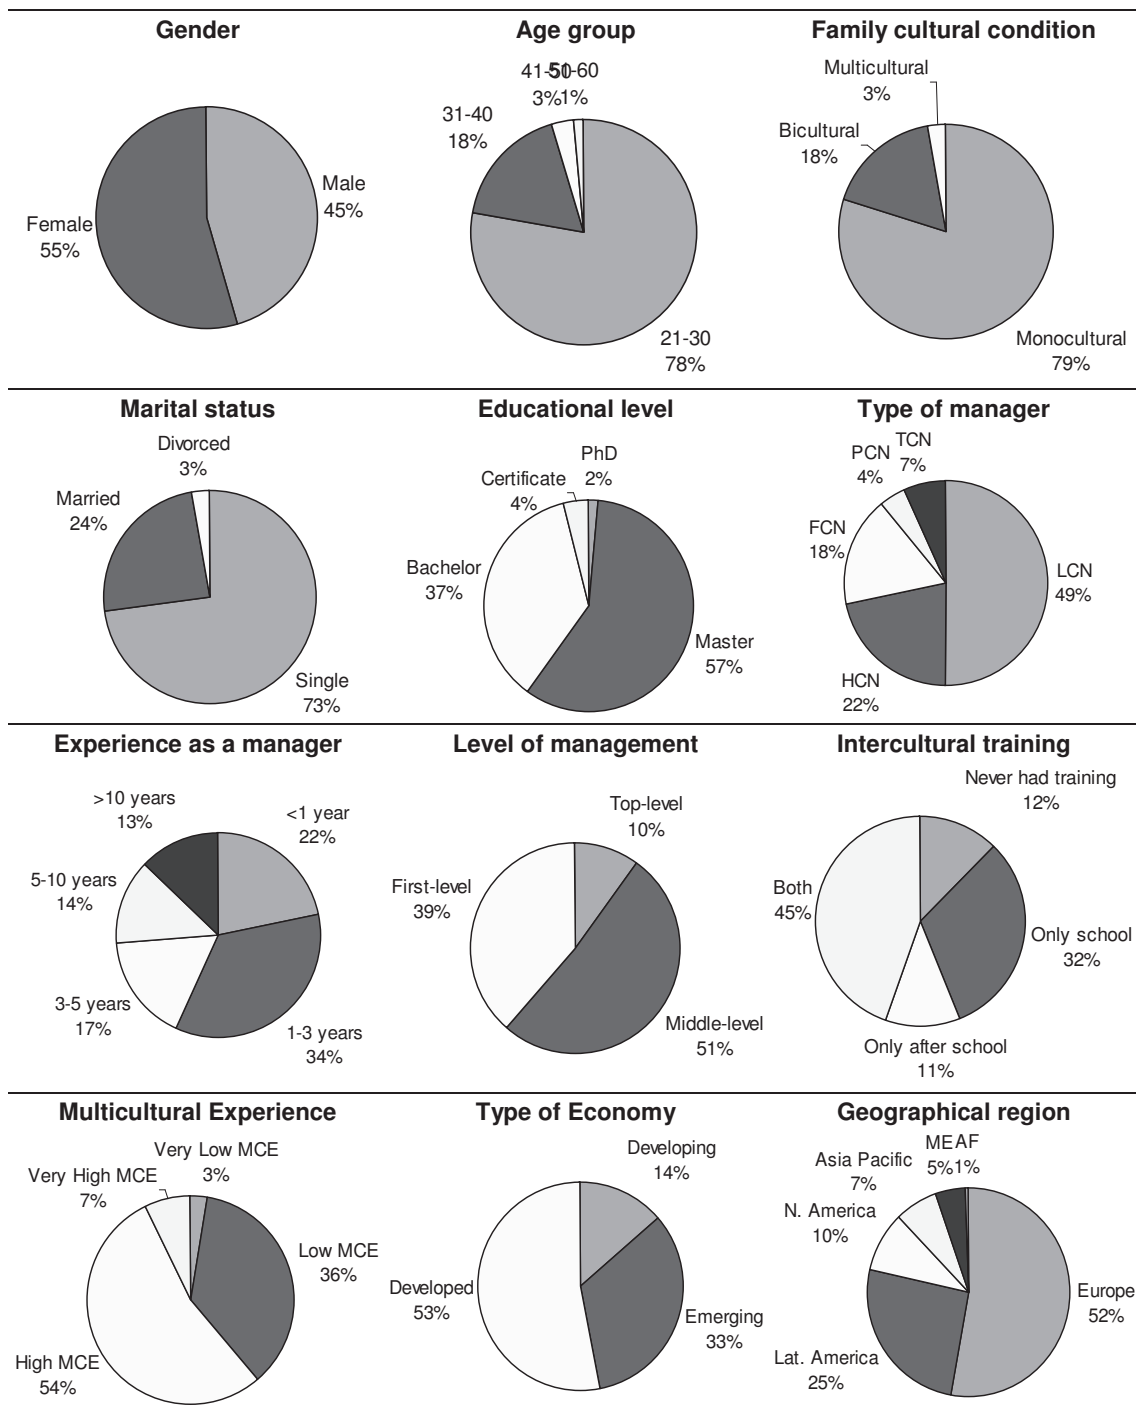 Gender
Age group
Family cultural condition
Male
45%
Female
55%
41-50
3%
51-60
1%
31-40
18%
21-30
78%
Multicultural
3%
Bicultural
18%
Monocultural
79%
Marital status
Educational level
Type of manager
Divorced
3%
Married
24%
Single
73%
PhD
2%
Certificate
4%
Bachelor
37%
Master
57%
TCN
7%
PCN
4%
FCN
18%
LCN
49%
HCN
22%
Experience as a manager
Level of management
Intercultural training
>10 years
13%
<1 year
22%
5-10 years
14%
3-5 years
17%
1-3 years
34%
Top-level
10%
First-level
39%
Middle-level
51%
Never had training
12%
Both
45%
Only school
32%
Only after school
11%
Multicultural Experience
Type of Economy
Geographical region
Very Low MCE
3%
Very High MCE
7%
Low MCE
36%
High MCE
54%
Developing
14%
Developed
53%
Emerging
33%
ME
5%
AF
1%
Asia Pacific
7%
N. America
10%
Europe
52%
Lat. America
25%